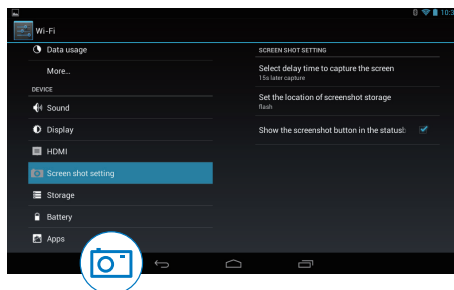 10:3
Wi-Fi
Data usage
More...
DEVICE
Sound
Display
HDMI
Screen shot setting
Storage
Battery
Apps
SCREEN SHOT SETTING
Select delay time to capture the screen
15s later capture
Set the location of screenshot storage
flash
Show the screenshot button in the statusb